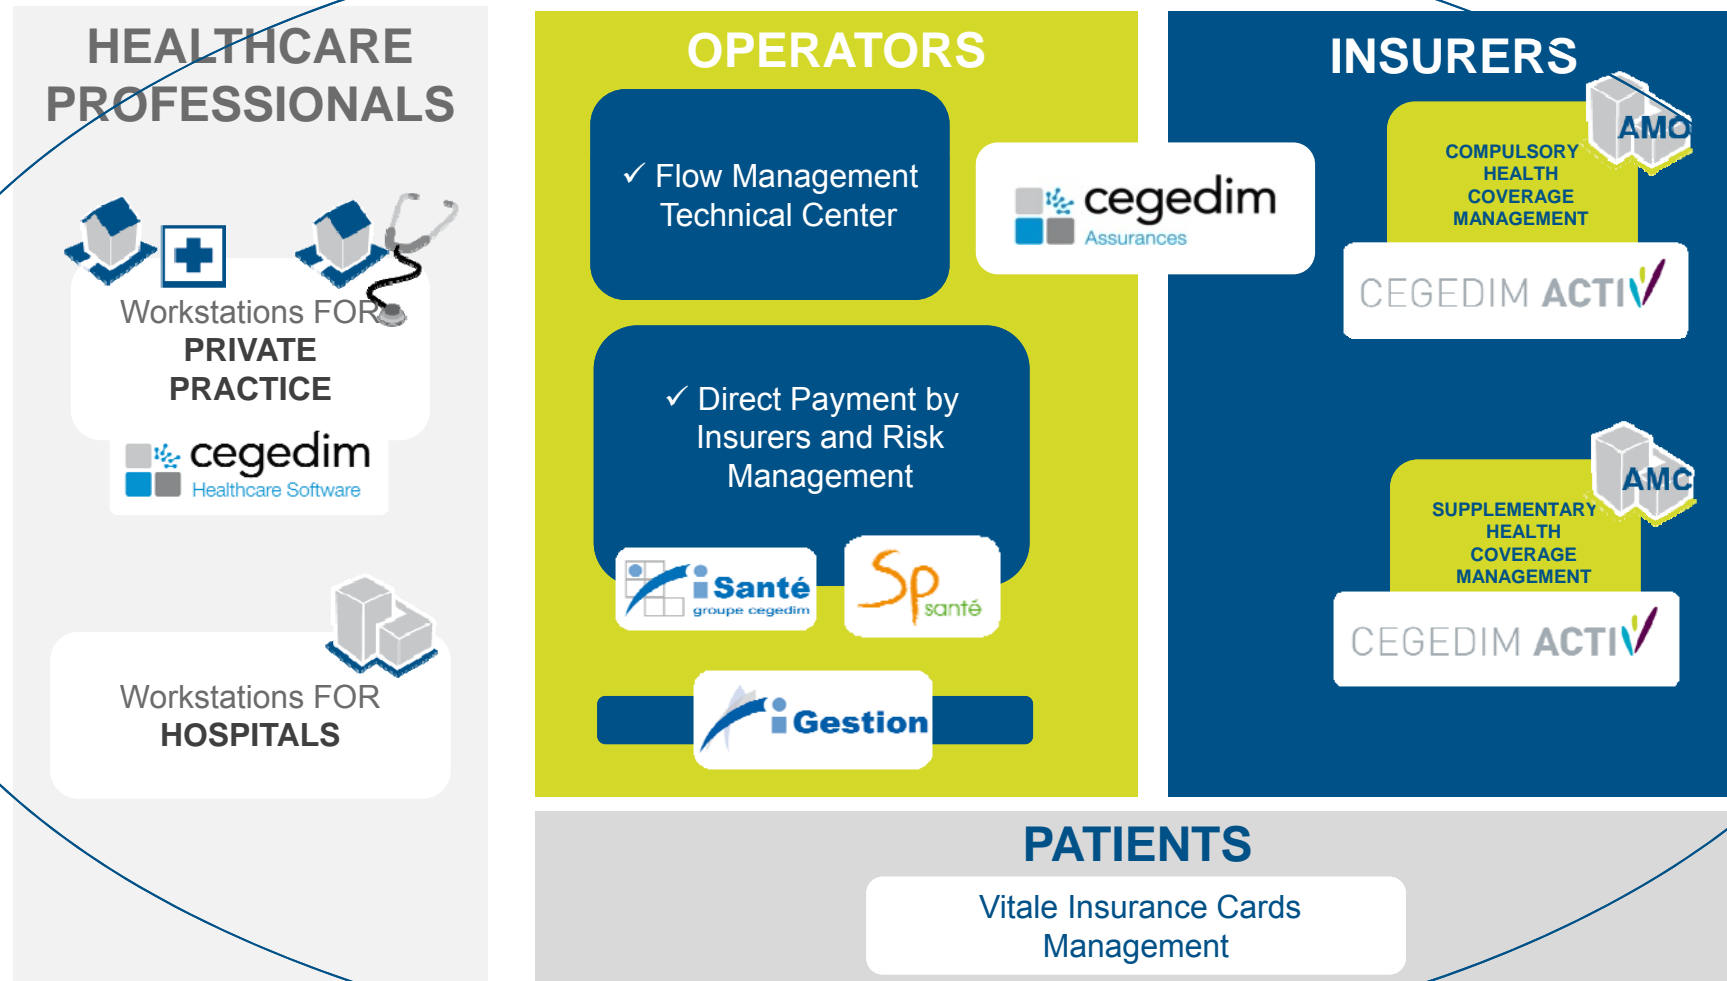 HEALTHCARE
PROFESSIONALS
Workstations FOR
PRIVATE
PRACTICE
cegedim
Healthcare Software
Workstations FOR
HOSPITALS
OPERATORS
✓ Flow Management
Technical Center
cegedim
Assurances
✓ Direct Payment by
Insurers and Risk
Management
iSanté
groupe cegedim
Sp
santé
iGestion
INSURERS
AMO
COMPULSORY
HEALTH
COVERAGE
MANAGEMENT
CEGEDIM ACTIV
AMC
SUPPLEMENTARY
HEALTH
COVERAGE
MANAGEMENT
CEGEDIM ACTIV
PATIENTS
Vitale Insurance Cards
Management